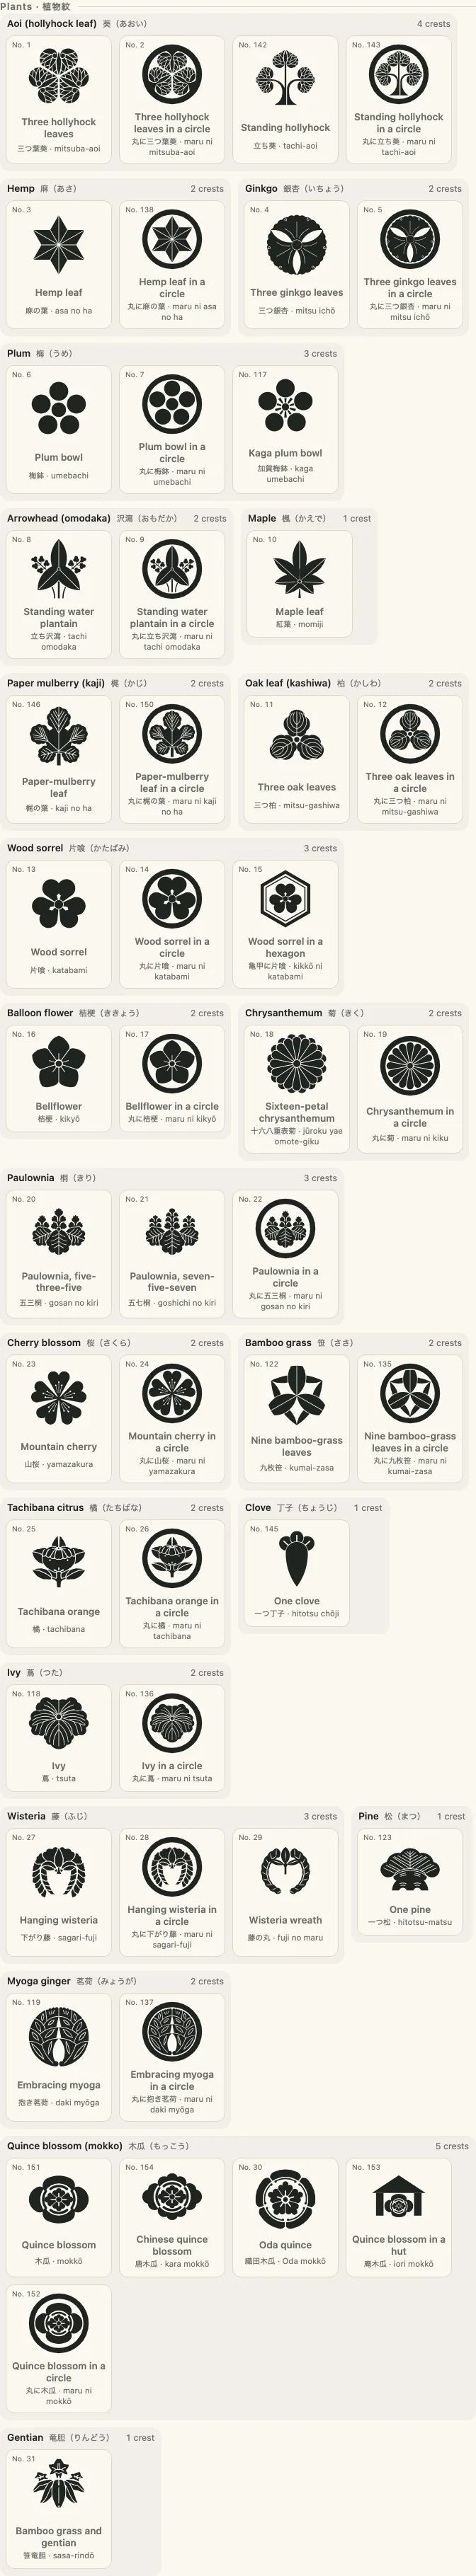 Plants · 植物紋
Aoi (hollyhock leaf) 葵（あおい） 4 crests
No. 1
Three hollyhock
leaves
三つ葉葵 · mitsuba-aoi
No. 2
Three hollyhock
leaves in a circle
丸に三つ葉葵 · maru ni
mitsuba-aoi
No. 142
Standing hollyhock
立ち葵 · tachi-aoi
No. 143
Standing hollyhock
in a circle
丸に立ち葵 · maru ni
tachi-aoi
Hemp 麻（あさ） 2 crests
No. 3
Hemp leaf
麻の葉 · asa no ha
No. 138
Hemp leaf in a
circle
丸に麻の葉 · maru ni asa
no ha
Ginkgo 銀杏（いちょう） 2 crests
No. 4
Three ginkgo leaves
三つ銀杏 · mitsu ichō
No. 5
Three ginkgo leaves
in a circle
丸に三つ銀杏 · maru ni
mitsu ichō
Plum 梅（うめ） 3 crests
No. 6
Plum bowl
梅鉢 · umebachi
No. 7
Plum bowl in a
circle
丸に梅鉢 · maru ni
umebachi
No. 117
Kaga plum bowl
加賀梅鉢 · kaga
umebachi
Arrowhead (omodaka) 沢瀉（おもだか） 2 crests
No. 8
Standing water
plantain
立ち沢瀉 · tachi
omodaka
No. 9
Standing water
plantain in a circle
丸に立ち沢瀉 · maru ni
tachi omodaka
Maple 楓（かえで） 1 crest
No. 10
Maple leaf
紅葉 · momiji
Paper mulberry (kaji) 梶（かじ） 2 crests
No. 146
Paper-mulberry
leaf
梶の葉 · kaji no ha
No. 150
Paper-mulberry
leaf in a circle
丸に梶の葉 · maru ni kaji
no ha
Oak leaf (kashiwa) 柏（かしわ） 2 crests
No. 11
Three oak leaves
三つ柏 · mitsu-gashiwa
No. 12
Three oak leaves in
a circle
丸に三つ柏 · maru ni
mitsu-gashiwa
Wood sorrel 片喰（かたばみ） 3 crests
No. 13
Wood sorrel
片喰 · katabami
No. 14
Wood sorrel in a
circle
丸に片喰 · maru ni
katabami
No. 15
Wood sorrel in a
hexagon
亀甲に片喰 · kikkō ni
katabami
Balloon flower 桔梗（ききょう） 2 crests
No. 16
Bellflower
桔梗 · kikyō
No. 17
Bellflower in a circle
丸に桔梗 · maru ni kikyō
Chrysanthemum 菊（きく） 2 crests
No. 18
Sixteen-petal
chrysanthemum
十六八重表菊 · jūroku yae
omote-giku
No. 19
Chrysanthemum in
a circle
丸に菊 · maru ni kiku
Paulownia 桐（きり） 3 crests
No. 20
Paulownia, five-
three-five
五三桐 · gosan no kiri
No. 21
Paulownia, seven-
five-seven
五七桐 · goshichi no kiri
No. 22
Paulownia in a
circle
丸に五三桐 · maru ni
gosan no kiri
Cherry blossom 桜（さくら） 2 crests
No. 23
Mountain cherry
山桜 · yamazakura
No. 24
Mountain cherry in
a circle
丸に山桜 · maru ni
yamazakura
Bamboo grass 笹（ささ） 2 crests
No. 122
Nine bamboo-grass
leaves
九枚笹 · kumai-zasa
No. 135
Nine bamboo-grass
leaves in a circle
丸に九枚笹 · maru ni
kumai-zasa
Tachibana citrus 橘（たちばな） 2 crests
No. 25
Tachibana orange
橘 · tachibana
No. 26
Tachibana orange in
a circle
丸に橘 · maru ni
tachibana
Clove 丁子（ちょうじ） 1 crest
No. 145
One clove
一つ丁子 · hitotsu chōji
Ivy 蔦（つた） 2 crests
No. 118
Ivy
蔦 · tsuta
No. 136
Ivy in a circle
丸に蔦 · maru ni tsuta
Wisteria 藤（ふじ） 3 crests
No. 27
Hanging wisteria
下がり藤 · sagari-fuji
No. 28
Hanging wisteria in
a circle
丸に下がり藤 · maru ni
sagari-fuji
No. 29
Wisteria wreath
藤の丸 · fuji no maru
Pine 松（まつ） 1 crest
No. 123
One pine
一つ松 · hitotsu-matsu
Myoga ginger 茗荷（みょうが） 2 crests
No. 119
Embracing myoga
抱き茗荷 · daki myōga
No. 137
Embracing myoga
in a circle
丸に抱き茗荷 · maru ni
daki myōga
Quince blossom (mokko) 木瓜（もっこう） 5 crests
No. 151
Quince blossom
木瓜 · mokkō
No. 154
Chinese quince
blossom
唐木瓜 · kara mokkō
No. 30
Oda quince
織田木瓜 · Oda mokkō
No. 153
Quince blossom in a
hut
庵木瓜 · iori mokkō
No. 152
Quince blossom in a
circle
丸に木瓜 · maru ni
mokkō
Gentian 竜胆（りんどう） 1 crest
No. 31
Bamboo grass and
gentian
笹竜胆 · sasa-rindō